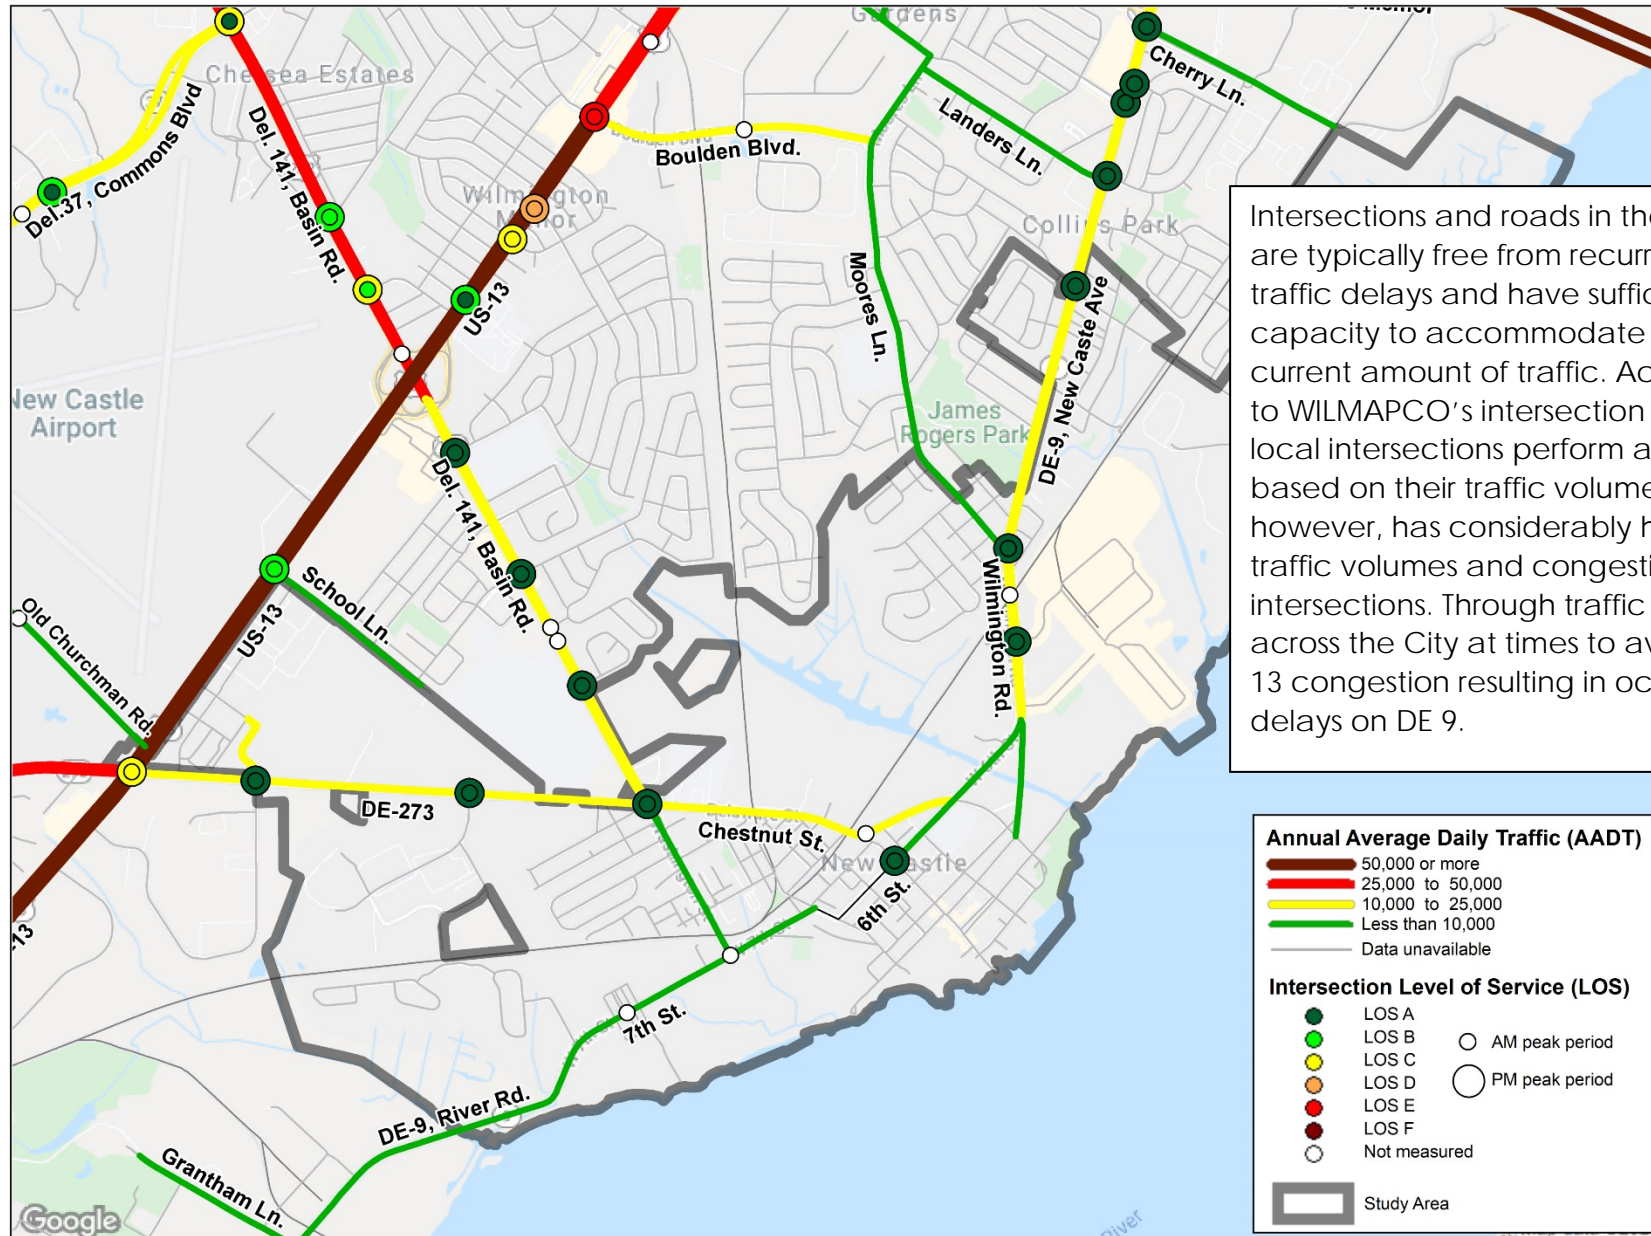 Gardens
Cherry Ln.
Chelsea Estates
Del.37, Commons Blvd
Del. 141, Basin Rd.
Boulden Blvd.
Landers Ln.
Wilmington
Manor
Collins Park
US-13
Moores Ln.
DE-9, New Caste Ave
New Castle
Airport
James
Rogers Park
Del. 141, Basin Rd.
School Ln.
US-13
Old Churchman Rd.
Wilmington Rd.
DE-273
Delaware St
Chestnut St.
New Castle
6th St.
13
7th St.
DE-9, River Rd.
Grantham Ln.
Google
River
Intersections and roads in the
are typically free from recurr
traffic delays and have suffic
capacity to accommodate
current amount of traffic. Ac
to WILMAPCO's intersection
local intersections perform a
based on their traffic volume
however, has considerably h
traffic volumes and congesti
intersections. Through traffic
across the City at times to av
13 congestion resulting in oc
delays on DE 9.
Annual Average Daily Traffic (AADT)
50,000 or more
25,000 to 50,000
10,000 to 25,000
Less than 10,000
Data unavailable
Intersection Level of Service (LOS)
LOS A
LOS B
LOS C
LOS D
LOS E
LOS F
Not measured
AM peak period
PM peak period
Study Area